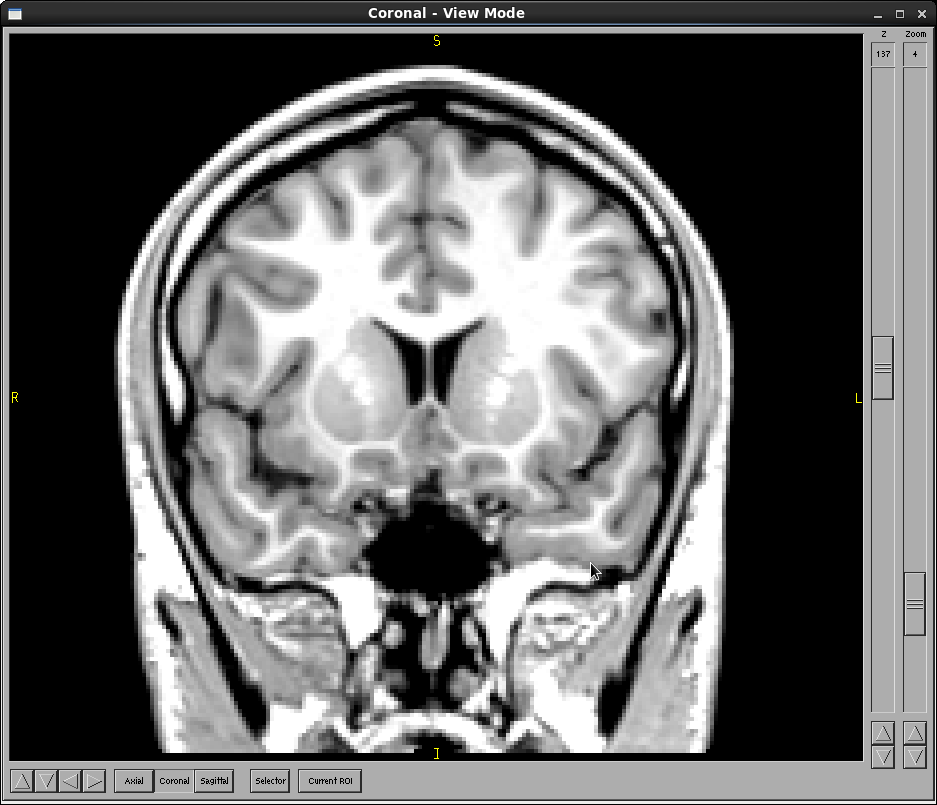 Coronal - View Mode
Z Zoom
137 4
S
R L
I
Axial Coronal Sagittal Selector Current ROI